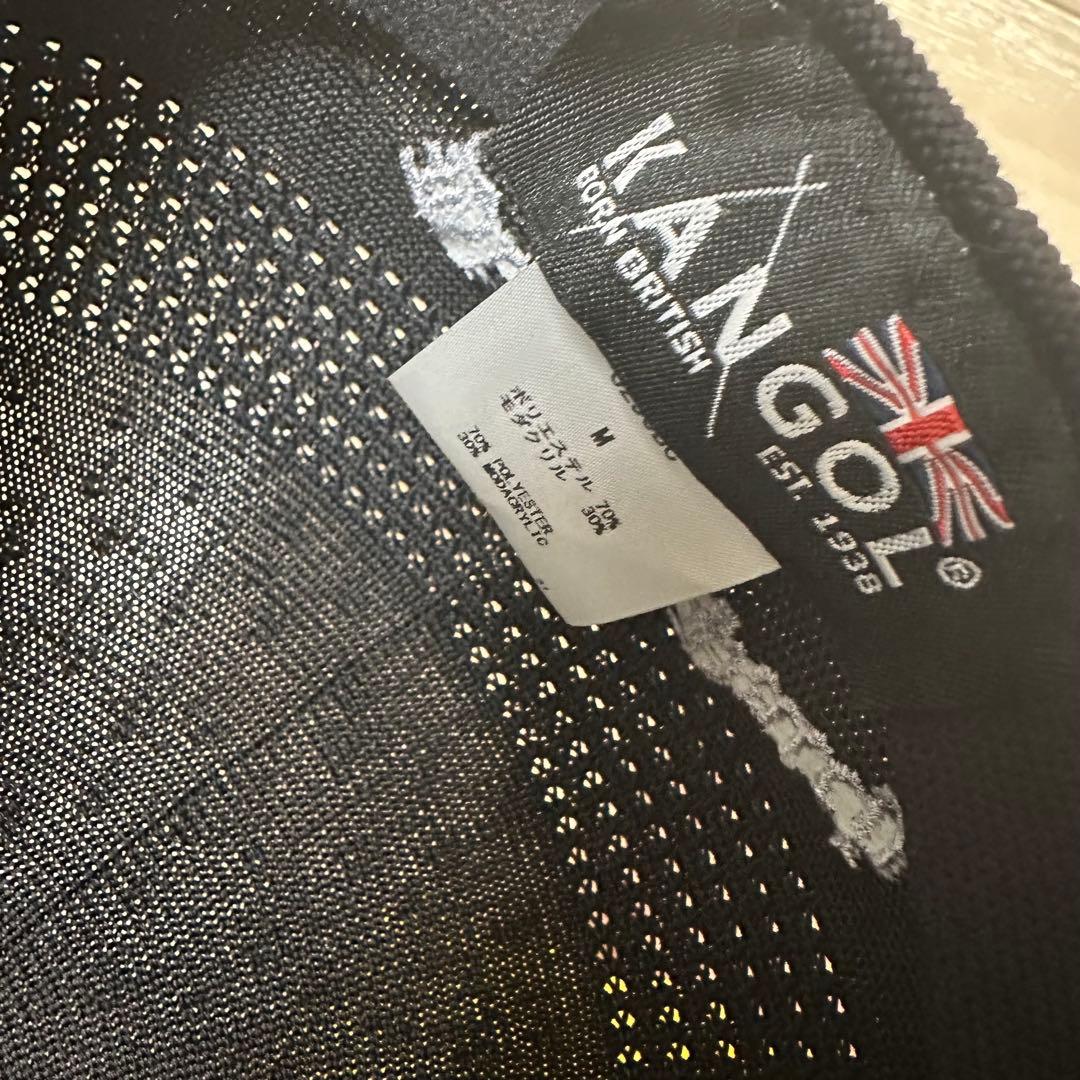 KANGOL®
BORN BRITISH
EST. 1938
M
ポリエステル 70%
モダクリル 30%
70% POLYESTER
30% MODACRYLIC